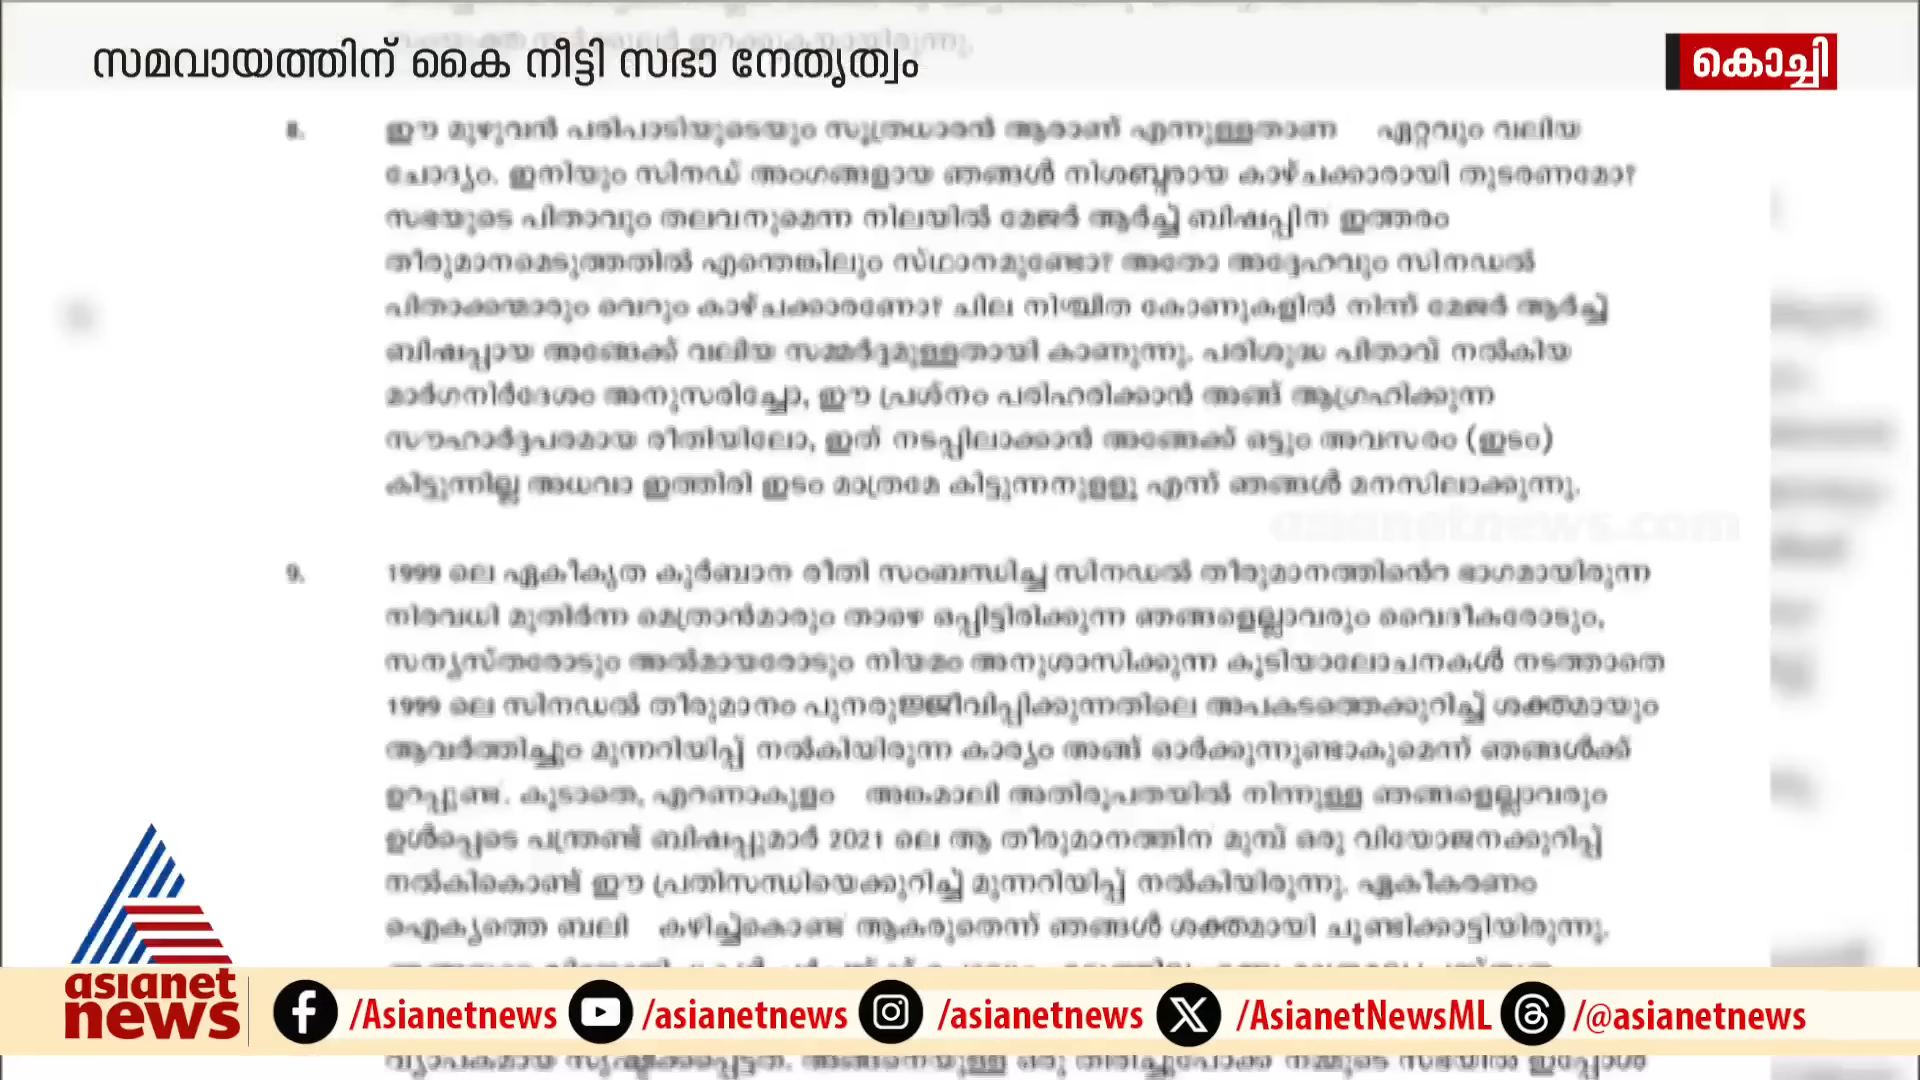 സമവായത്തിന് കൈ നീട്ടി സഭാ നേതൃത്വം
കൊച്ചി
8. ഈ മുഴുവൻ പരിപാടിയുടെയും സൂത്രധാരൻ ആരാണ് എന്നുള്ളതാണ് ഏറ്റവും വലിയ
ചോദ്യം. ഇനിയും സിനഡ് അംഗങ്ങളായ ഞങ്ങൾ നിശബ്ദരായ കാഴ്ചക്കാരായി തുടരണമോ?
സഭയുടെ പിതാവും തലവനുമെന്ന നിലയിൽ മേജർ ആർച്ച് ബിഷപ്പിന് ഇത്തരം
തീരുമാനമെടുത്തതിൽ എന്തെങ്കിലും സ്ഥാനമുണ്ടോ? അതോ അദ്ദേഹവും സിനഡൽ
പിതാക്കന്മാരും വെറും കാഴ്ചക്കാരാണോ? ചില നിശ്ചിത കോണുകളിൽ നിന്ന് മേജർ ആർച്ച്
ബിഷപ്പായ അങ്ങേക്ക് വലിയ സമ്മർദ്ദമുള്ളതായി കാണുന്നു. പരിശുദ്ധ പിതാവ് നൽകിയ
മാർഗനിർദേശം അനുസരിച്ചോ, ഈ പ്രശ്നം പരിഹരിക്കാൻ അങ്ങ് ആഗ്രഹിക്കുന്ന
സൗഹാർദ്ദപരമായ രീതിയിലോ, ഇത് നടപ്പിലാക്കാൻ അങ്ങേക്ക് ഒട്ടും അവസരം (ഇടം)
കിട്ടുന്നില്ല അഥവാ ഇത്തിരി ഇടം മാത്രമേ കിട്ടുന്നനുളളു എന്ന് ഞങ്ങൾ മനസിലാക്കുന്നു.
asianetnews.com
9. 1999 ലെ ഏകീകൃത കുർബാന രീതി സംബന്ധിച്ച സിനഡൽ തീരുമാനത്തിൻെറ ഭാഗമായിരുന്ന
നിരവധി മുതിർന്ന മെത്രാൻമാരും താഴെ ഒപ്പിട്ടിരിക്കുന്ന ഞങ്ങളെല്ലാവരും വൈദീകരോടും,
സന്യസ്തരോടും അൽമായരോടും നിയമം അനുശാസിക്കുന്ന കൂടിയാലോചനകൾ നടത്താതെ
1999 ലെ സിനഡൽ തീരുമാനം പുനരുജ്ജീവിപ്പിക്കുന്നതിലെ അപകടത്തെക്കുറിച്ച് ശക്തമായും
ആവർത്തിച്ചും മുന്നറിയിപ്പ് നൽകിയിരുന്ന കാര്യം അങ്ങ് ഓർക്കുന്നുണ്ടാകുമെന്ന് ഞങ്ങൾക്ക്
ഉറപ്പുണ്ട്. കൂടാതെ, എറണാകുളം അങ്കമാലി അതിരൂപതയിൽ നിന്നുള്ള ഞങ്ങളെല്ലാവരും
ഉൾപ്പെടെ പന്ത്രണ്ട് ബിഷപ്പുമാർ 2021 ലെ ആ തീരുമാനത്തിന് മുമ്പ് ഒരു വിയോജനക്കുറിപ്പ്
നൽകികൊണ്ട് ഈ പ്രതിസന്ധിയെക്കുറിച്ച് മുന്നറിയിപ്പ് നൽകിയിരുന്നു. ഏകീകരണം
ഐക്യത്തെ ബലി കഴിച്ച്കൊണ്ട് ആകരുതെന്ന് ഞങ്ങൾ ശക്തമായി ചൂണ്ടിക്കാട്ടിയിരുന്നു.
asianet
news
/Asianetnews /asianetnews /asianetnews /AsianetNewsML /@asianetnews